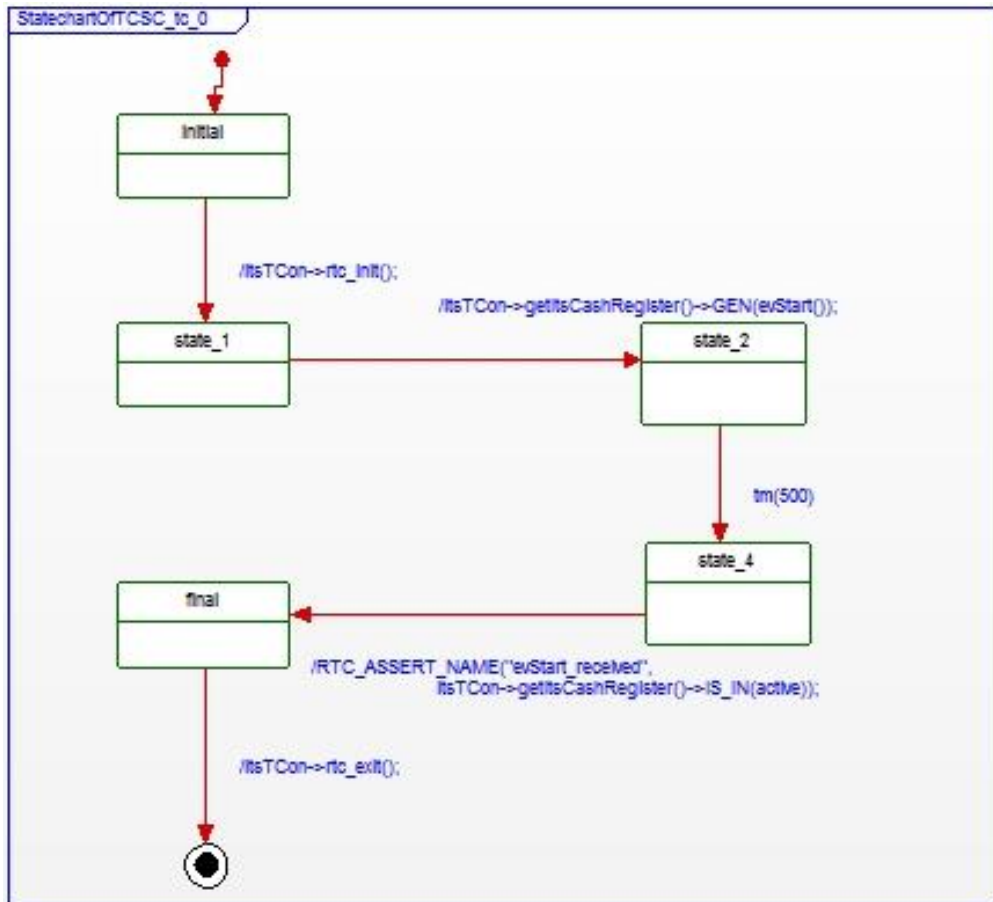 StatechartOfTCSC_tc_0
initial
/itsTCon->rtc_init();
/itsTCon->getItsCashRegister()->GEN(evStart());
state_1
state_2
tm(500)
state_4
final
/RTC_ASSERT_NAME("evStart_received",
itsTCon->getItsCashRegister()->IS_IN(active));
/itsTCon->rtc_exit();